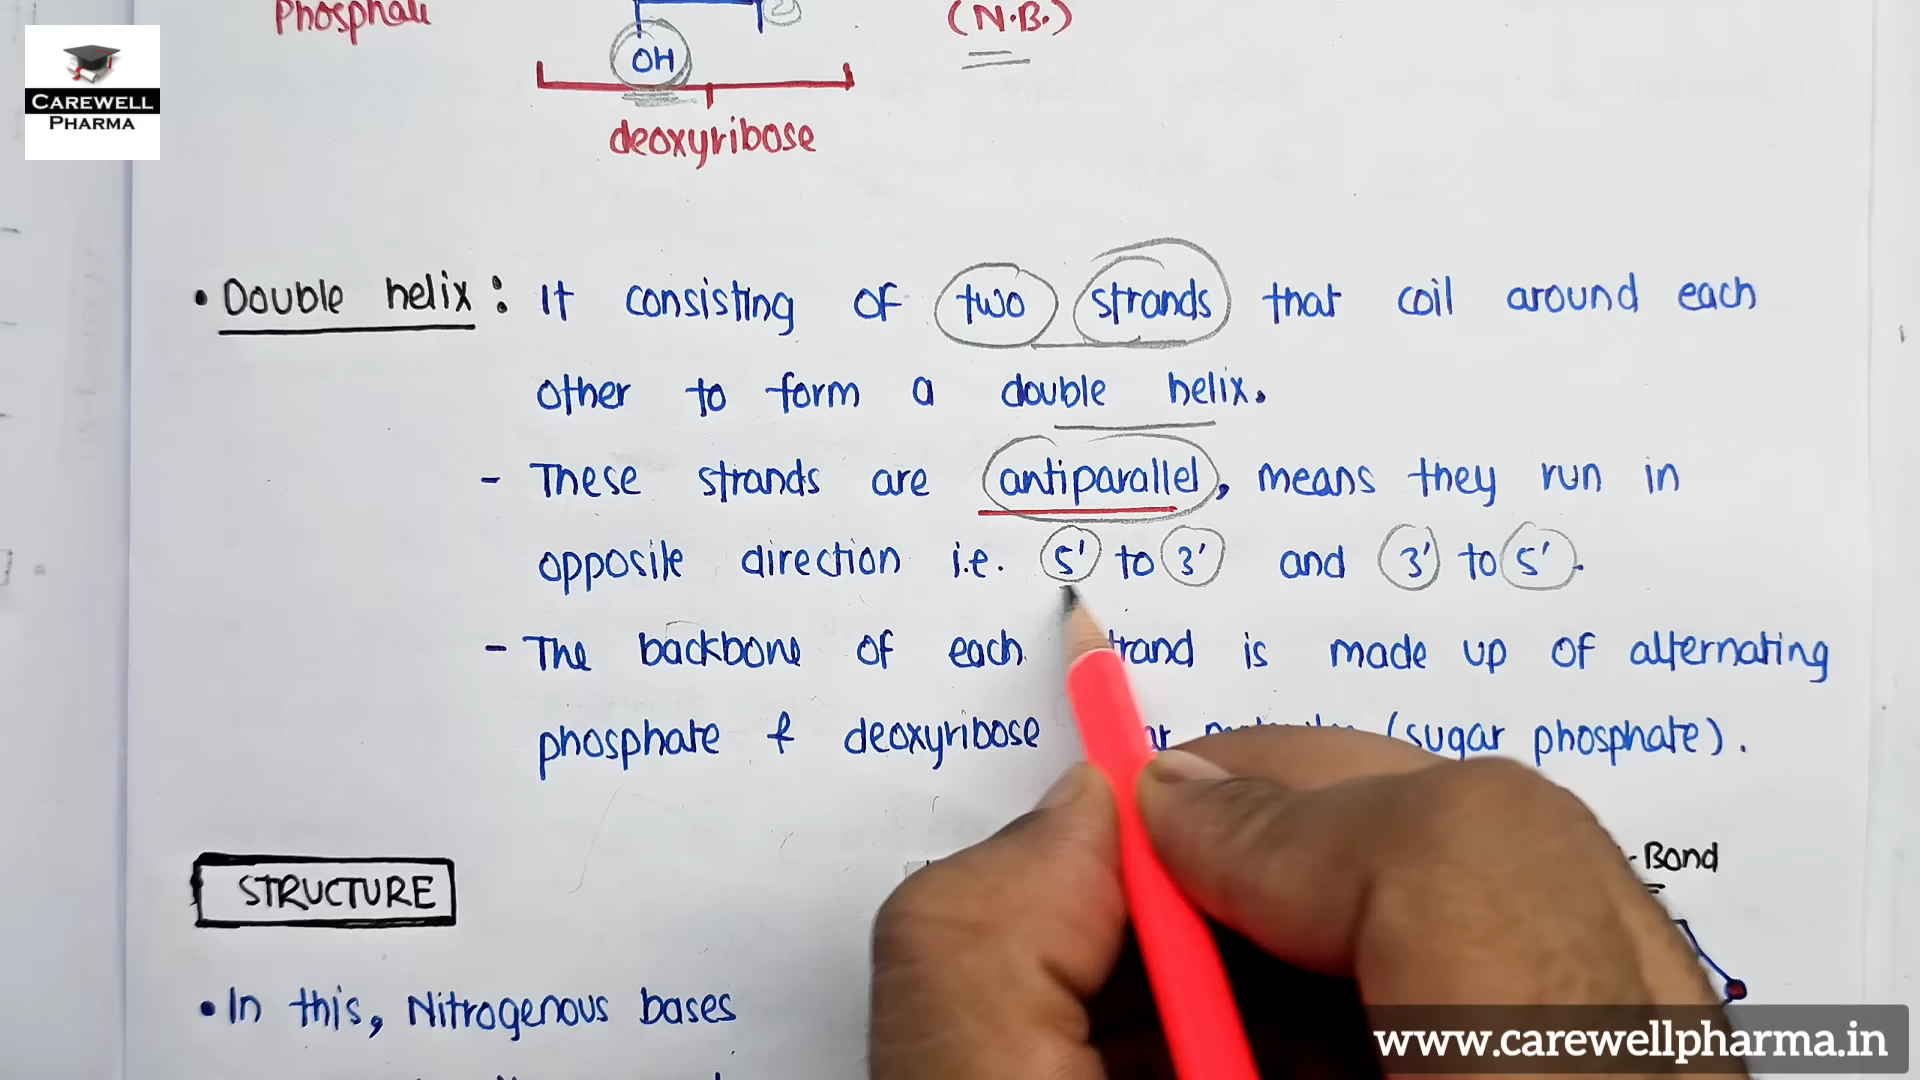 Phosphate
OH
(N.B.)
deoxyribose
CAREWELL
PHARMA
• Double helix : It consisting of two strands that coil around each
other to form a double helix.
- These strands are antiparallel, means they run in
opposite direction i.e. 5' to 3' and 3' to 5'.
- The backbone of each strand is made up of alternating
phosphate & deoxyribose (sugar phosphate).
STRUCTURE
-Bond
• In this, Nitrogenous bases
www.carewellpharma.in